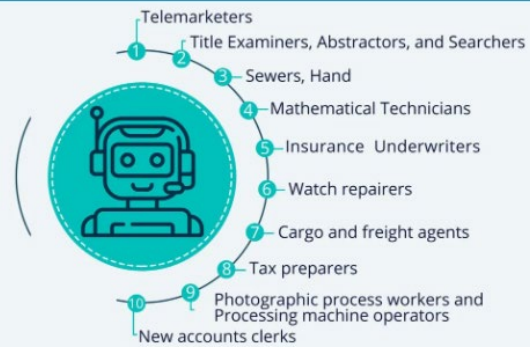 Telemarketers
1
Title Examiners, Abstractors, and Searchers
2
Sewers, Hand
3
Mathematical Technicians
4
Insurance Underwriters
5
Watch repairers
6
Cargo and freight agents
7
Tax preparers
8
Photographic process workers and
Processing machine operators
9
New accounts clerks
10